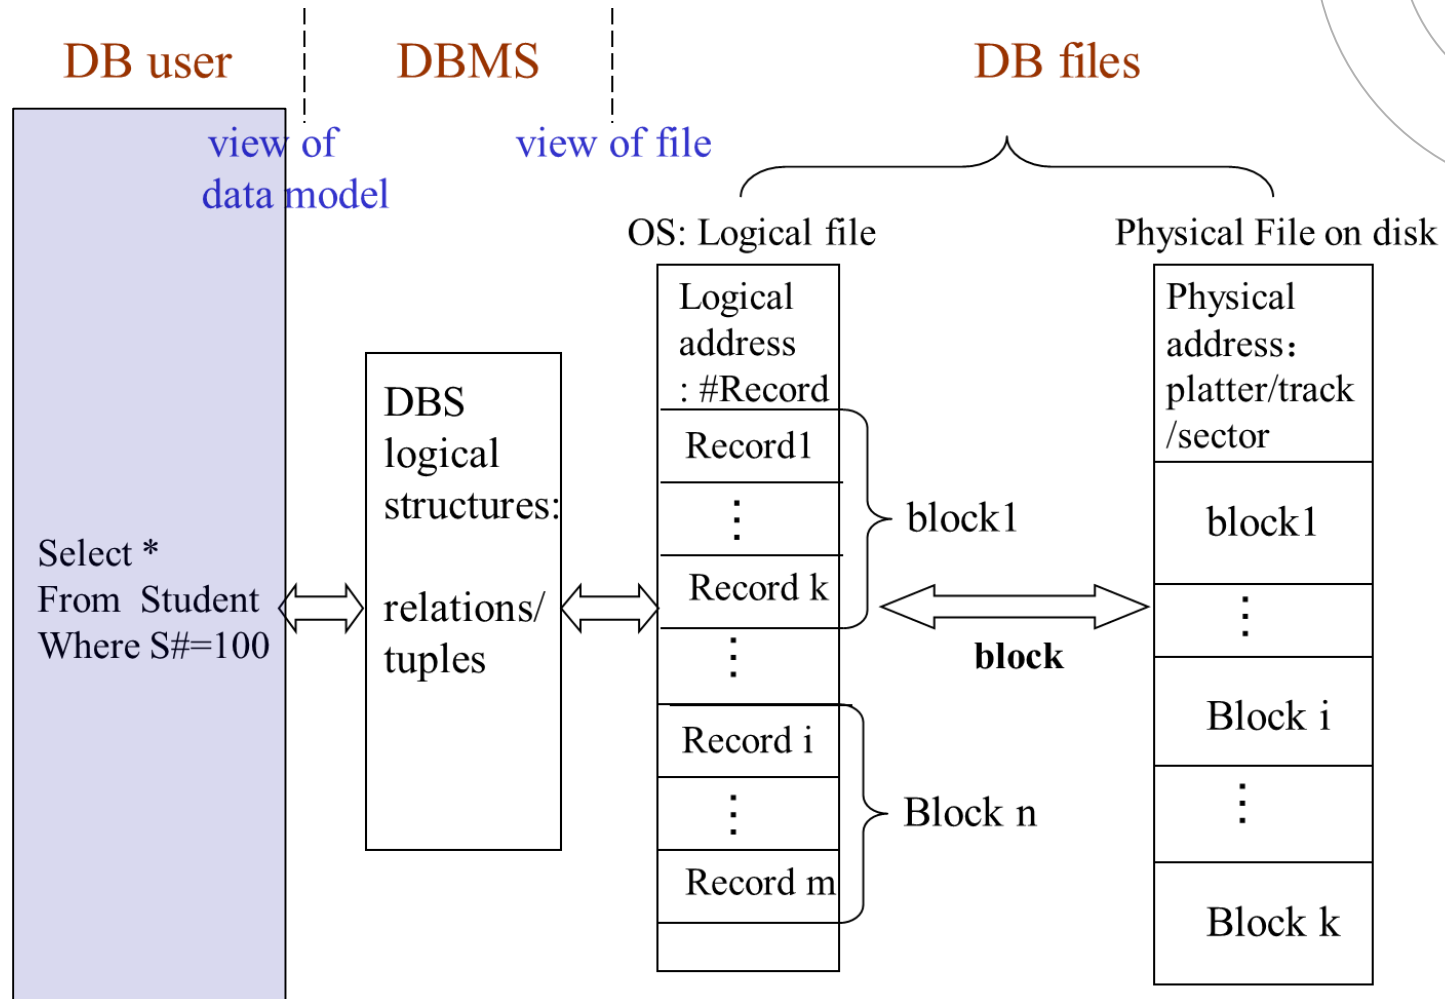 DB user
DBMS
DB files
view of
data model
view of file
OS: Logical file
Physical File on disk
Select *
From  Student
Where S#=100
DBS
logical
structures:
relations/
tuples
Logical
address
: #Record
Record1
⋮
Record k
⋮
Record i
⋮
Record m
block1
Block n
block
Physical
address：
platter/track
/sector
block1
⋮
Block i
⋮
Block k